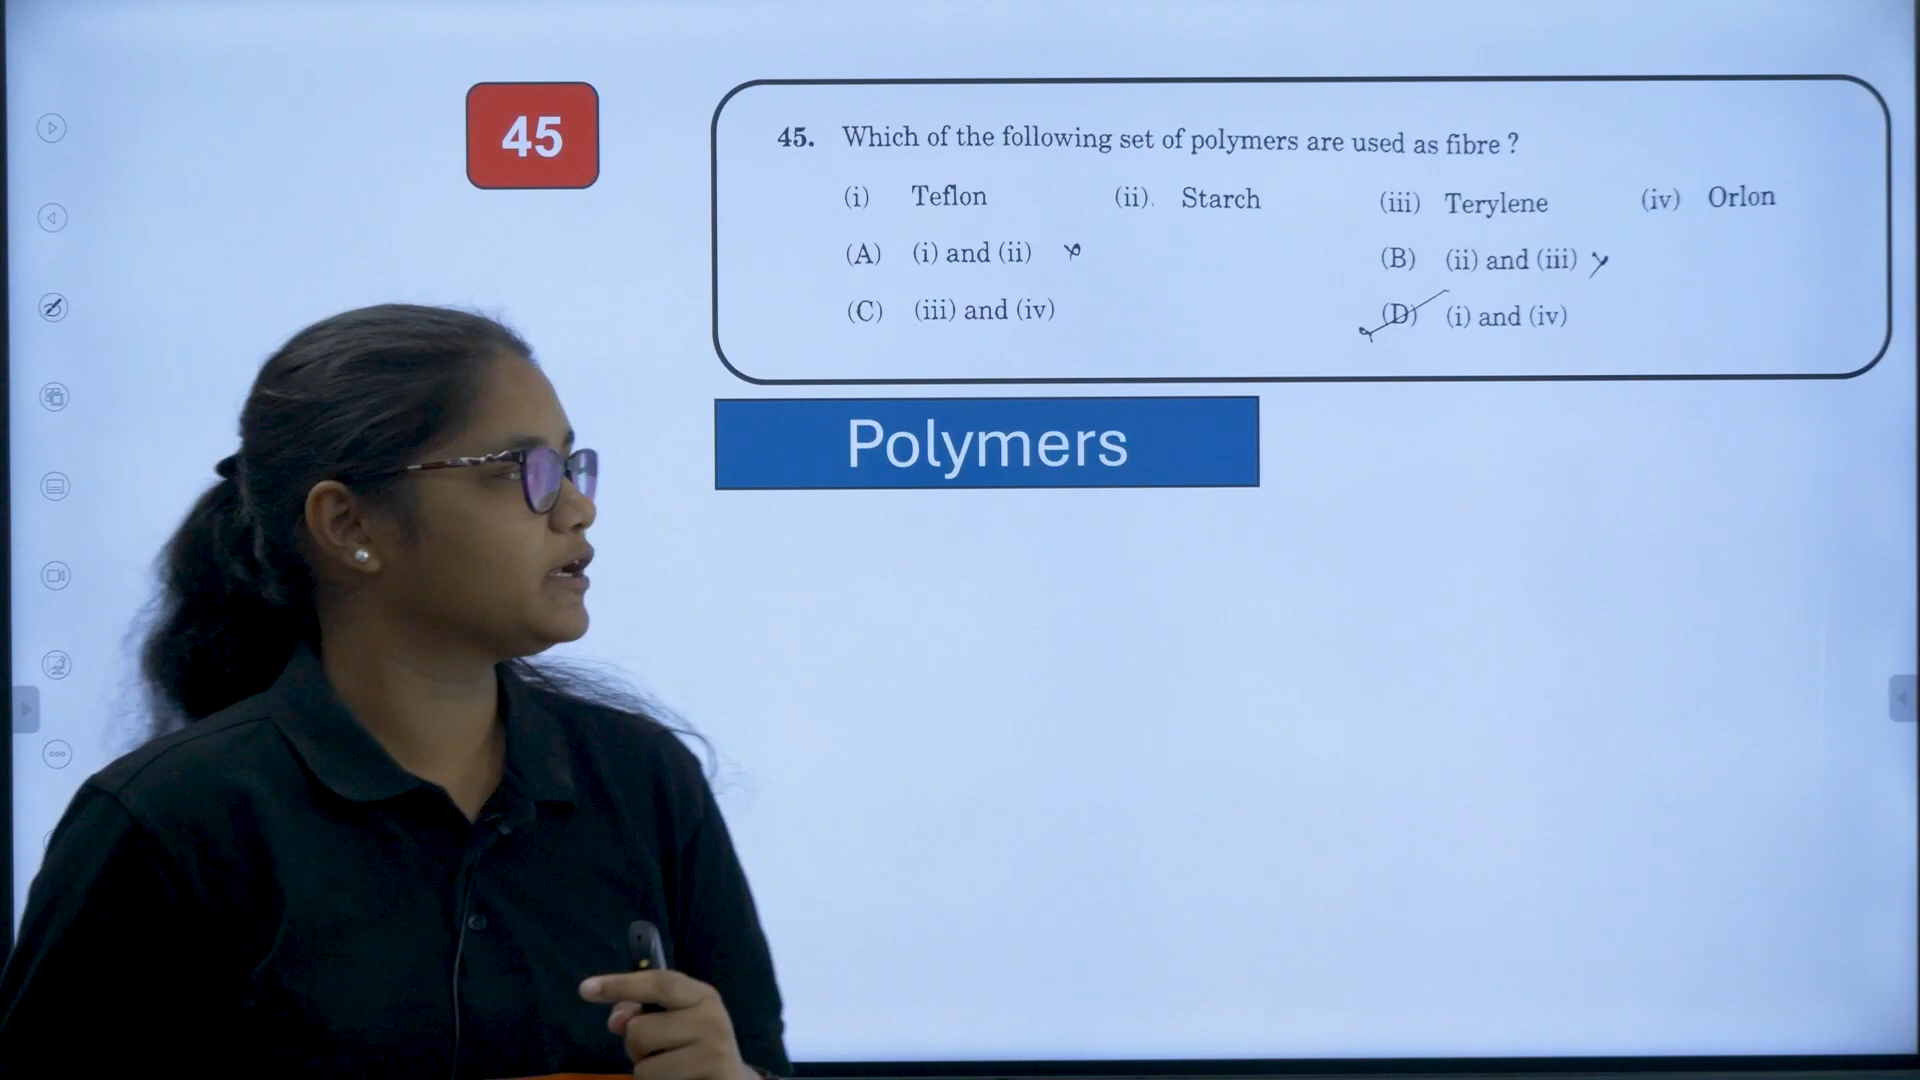 45
45. Which of the following set of polymers are used as fibre ?
(i) Teflon (ii) Starch (iii) Terylene (iv) Orlon
(A) (i) and (ii) (B) (ii) and (iii)
(C) (iii) and (iv) (D) (i) and (iv)
Polymers